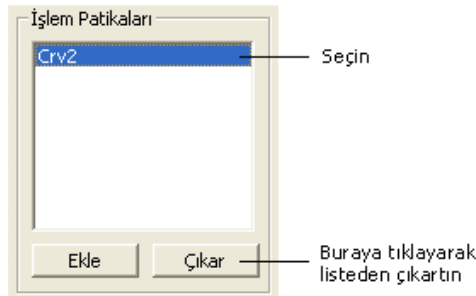 İşlem Patikaları
Crv2
Seçin
Ekle
Çıkar
Buraya tıklayarak
listeden çıkartın